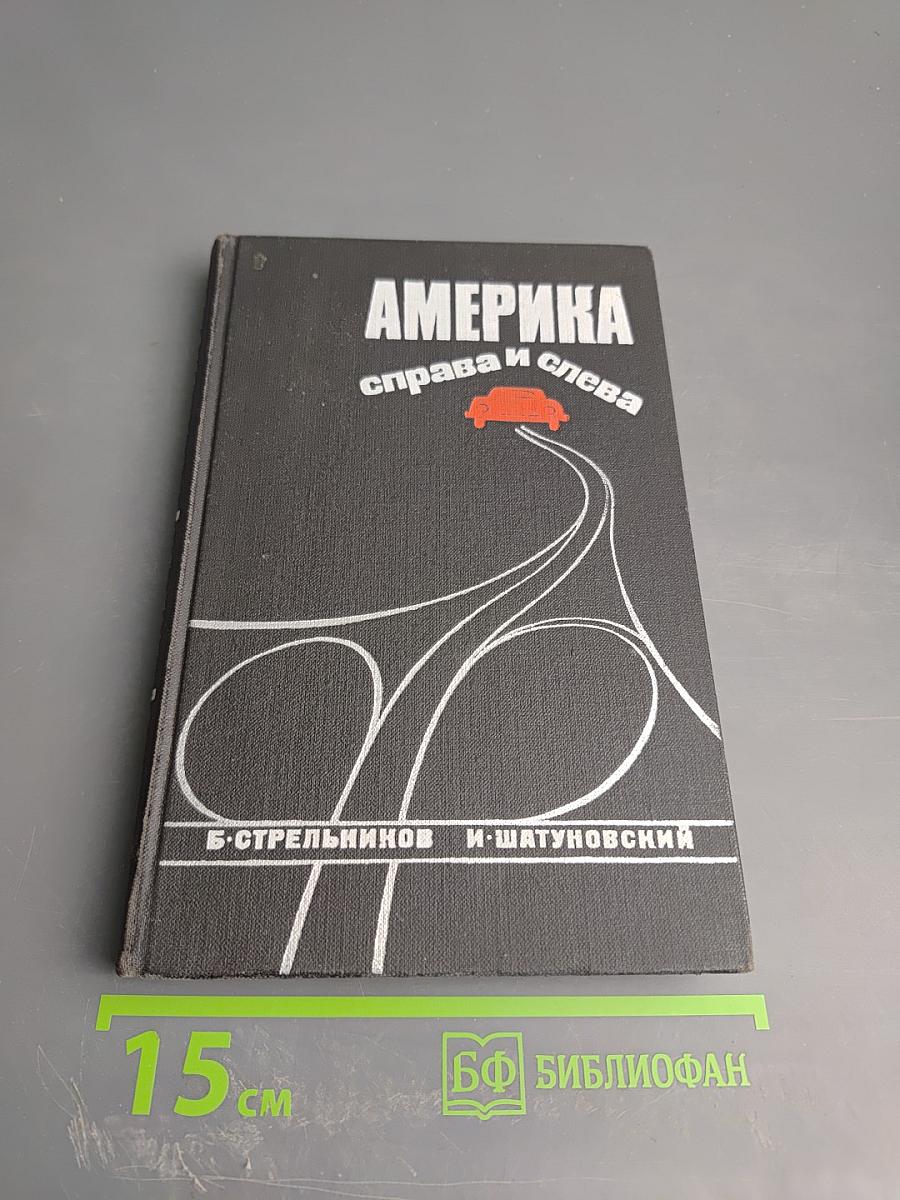 АМЕРИКА
справа и слева
Б·СТРЕЛЬНИКОВ И·ШАТУНОВСКИЙ
15 см
БФ БИБЛИОФАН